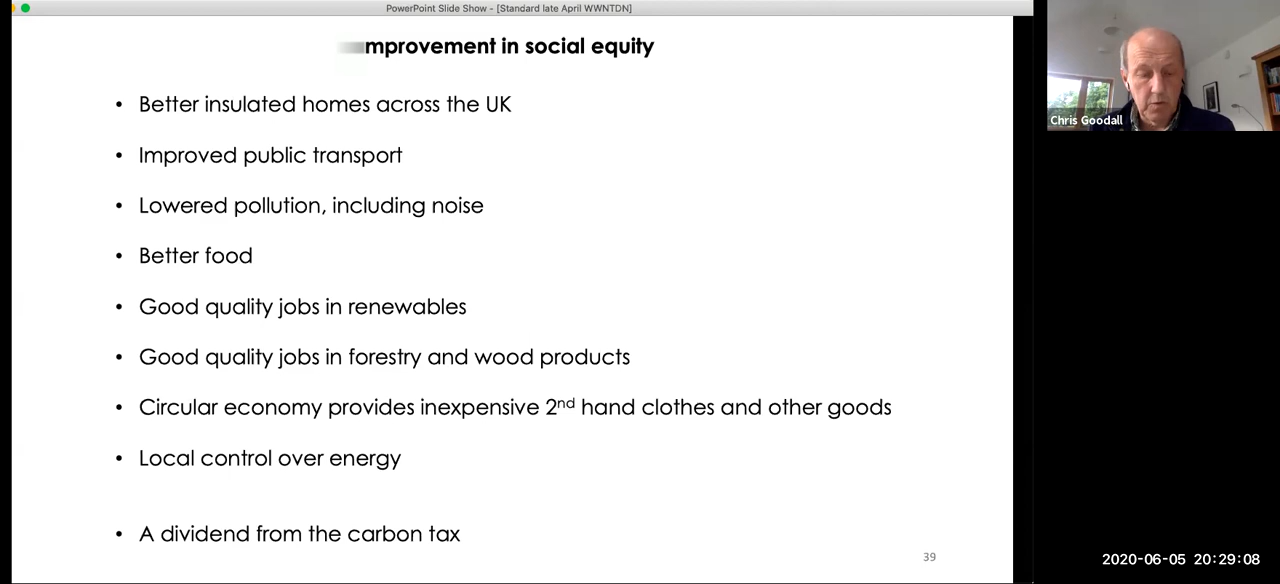 PowerPoint Slide Show - [Standard late April WWNTDN]
mprovement in social equity
• Better insulated homes across the UK
• Improved public transport
• Lowered pollution, including noise
• Better food
• Good quality jobs in renewables
• Good quality jobs in forestry and wood products
• Circular economy provides inexpensive 2nd hand clothes and other goods
• Local control over energy
• A dividend from the carbon tax
39
Chris Goodall
2020-06-05 20:29:08